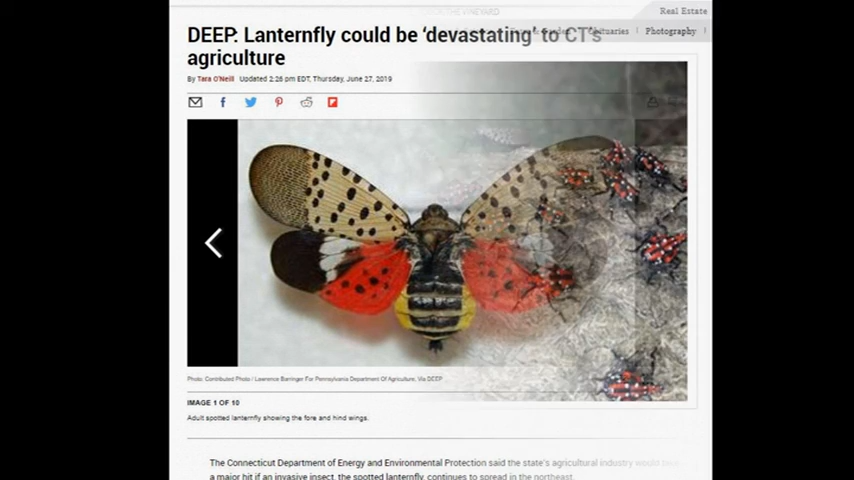 Real Estate
DEEP: Lanternfly could be ‘devastating’ to CT's
Obituaries | Photography |
agriculture
By Tara O'Neill Updated 2:26 pm EDT, Thursday, June 27, 2019
Photo: Contributed Photo / Lawrence Barringer For Pennsylvania Department Of Agriculture, Via DEEP
IMAGE 1 OF 10
Adult spotted lanternfly showing the fore and hind wings.
The Connecticut Department of Energy and Environmental Protection said the state's agricultural industry would
a major hit if an invasive insect, the spotted lanternfly, continues to spread in the northeast.